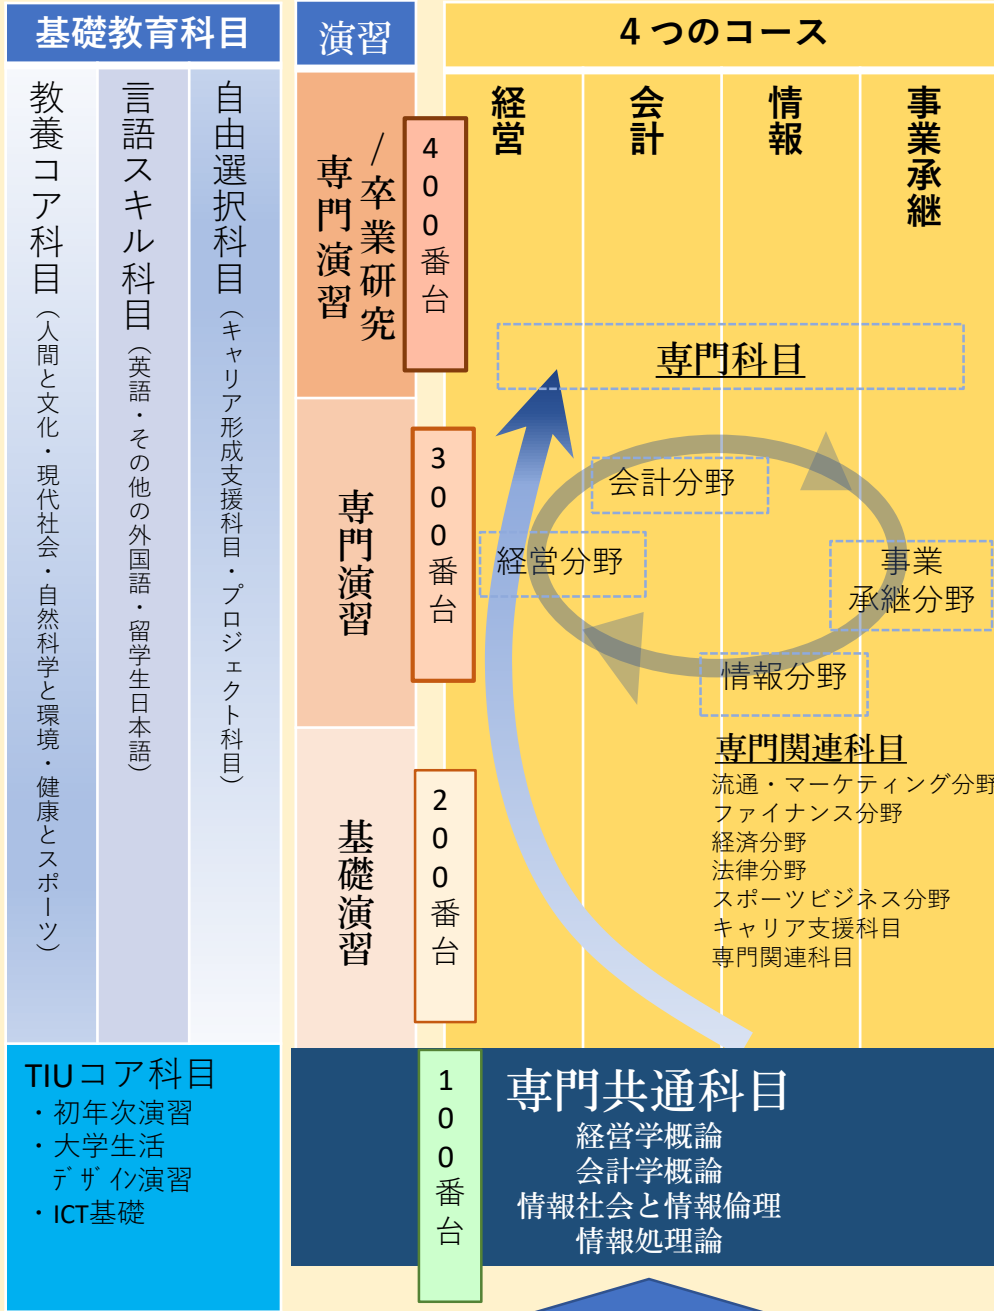 基礎教育科目
教養コア科目（人間と文化・現代社会・自然科学と環境・健康とスポーツ）
言語スキル科目（英語・その他の外国語・留学生日本語）
自由選択科目（キャリア形成支援科目・プロジェクト科目）
TIUコア科目
・初年次演習
・大学生活
デザイン演習
・ICT基礎
演習
専門演習
/卒業研究
専門演習
基礎演習
400番台
300番台
200番台
100番台
4つのコース
経営
会計
情報
事業承継
専門科目
会計分野
経営分野
事業
承継分野
情報分野
専門関連科目
流通・マーケティング分野
ファイナンス分野
経済分野
法律分野
スポーツビジネス分野
キャリア支援科目
専門関連科目
専門共通科目
経営学概論
会計学概論
情報社会と情報倫理
情報処理論